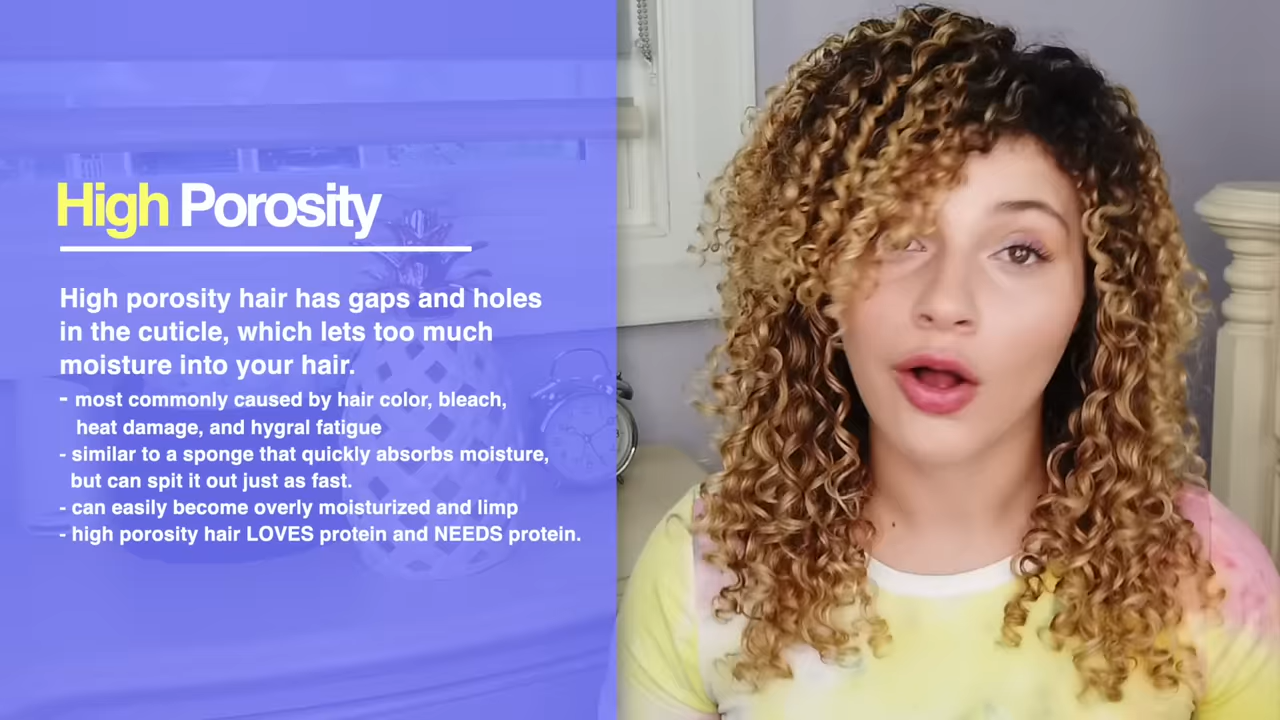 High Porosity
High porosity hair has gaps and holes
in the cuticle, which lets too much
moisture into your hair.
- most commonly caused by hair color, bleach,
heat damage, and hygral fatigue
- similar to a sponge that quickly absorbs moisture,
but can spit it out just as fast.
- can easily become overly moisturized and limp
- high porosity hair LOVES protein and NEEDS protein.